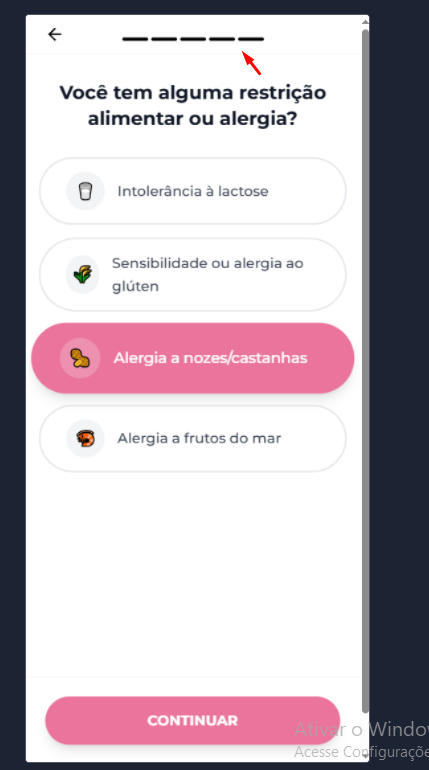 Você tem alguma restrição
alimentar ou alergia?
Intolerância à lactose
Sensibilidade ou alergia ao
glúten
Alergia a nozes/castanhas
Alergia a frutos do mar
CONTINUAR
Ativar o Windo
Acesse Configuraçõe